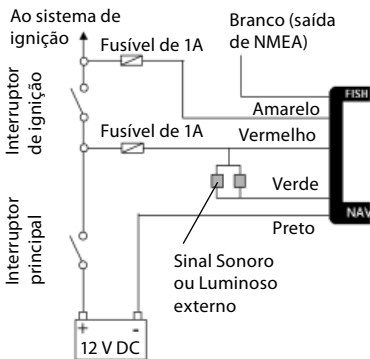 Ao sistema de
ignição
Branco (saída
de NMEA)
Fusível de 1A
FISH
Amarelo
Interruptor
de ignição
Fusível de 1A
Vermelho
Verde
NAV
Preto
Interruptor
principal
Sinal Sonoro
ou Luminoso
externo
+ -
12 V DC